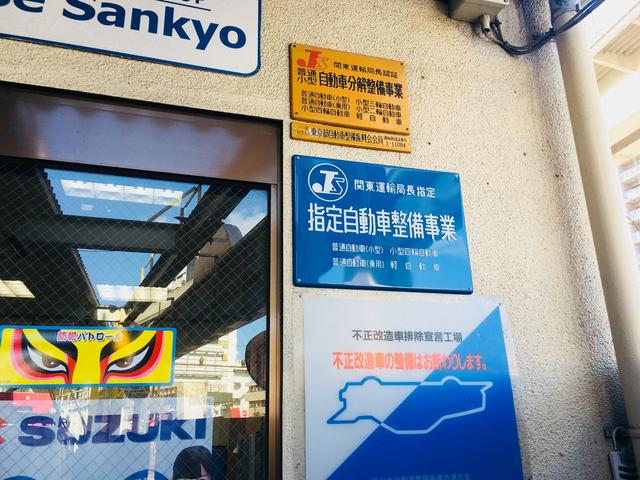 se Sankyo
JS 関東運輸局長認証
普通
小型 自動車分解整備事業
普通自動車(小型) 小型三輪自動車
普通自動車(乗用) 小型二輪自動車
小型四輪自動車 軽自動車
東京都自動車整備振興会会員
1-11084
JS 関東運輸局長指定
指定自動車整備事業
普通自動車(小型) 小型四輪自動車
普通自動車(乗用) 軽自動車
不正改造車排除宣言工場
不正改造車の整備はお断わりします。
防犯パトロール
SUZUKI